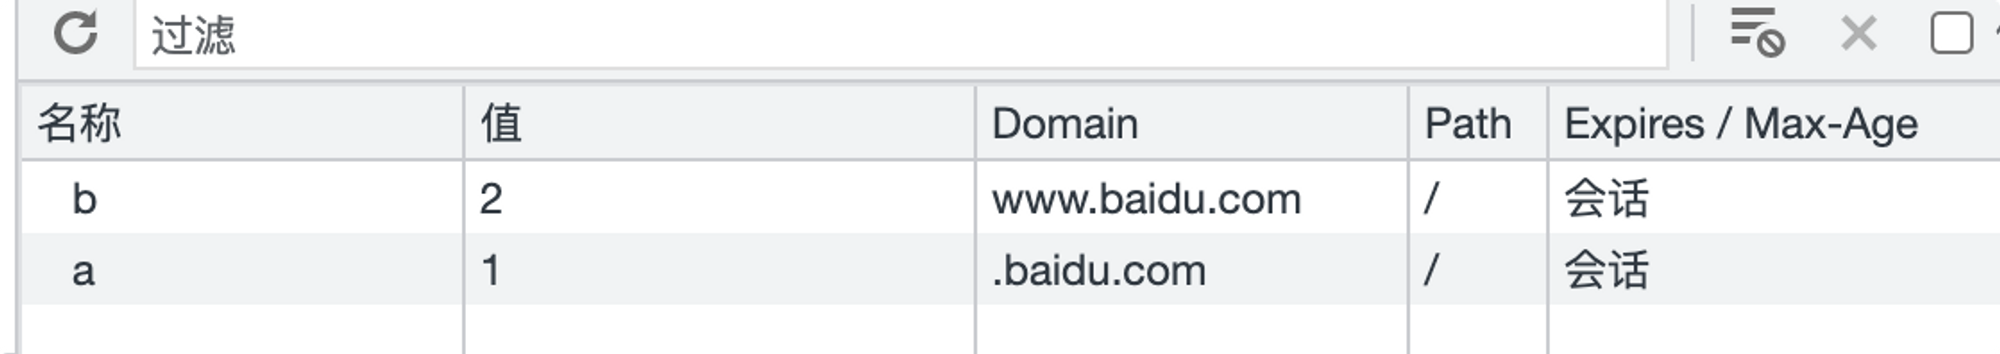 过滤
名称 值 Domain Path Expires / Max-Age
b 2 www.baidu.com / 会话
a 1 .baidu.com / 会话